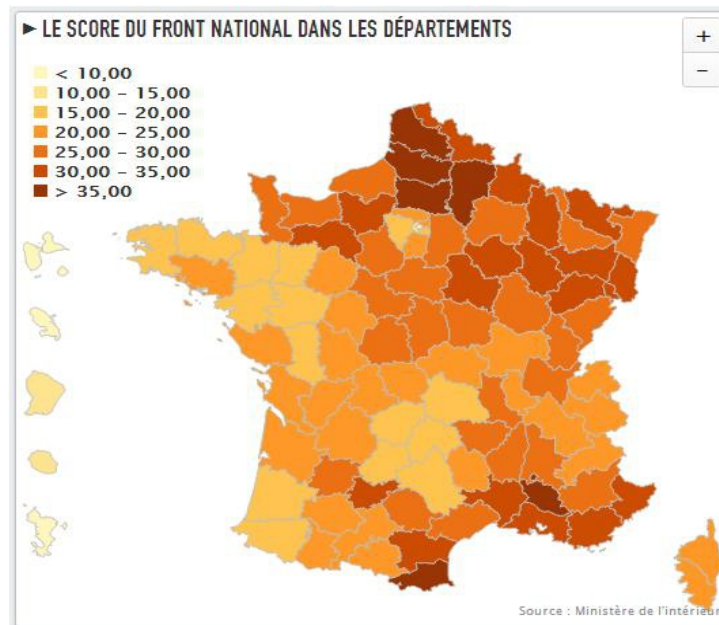 ► LE SCORE DU FRONT NATIONAL DANS LES DÉPARTEMENTS
+
−
< 10,00
10,00 – 15,00
15,00 – 20,00
20,00 – 25,00
25,00 – 30,00
30,00 – 35,00
> 35,00
Source : Ministère de l'intérieur